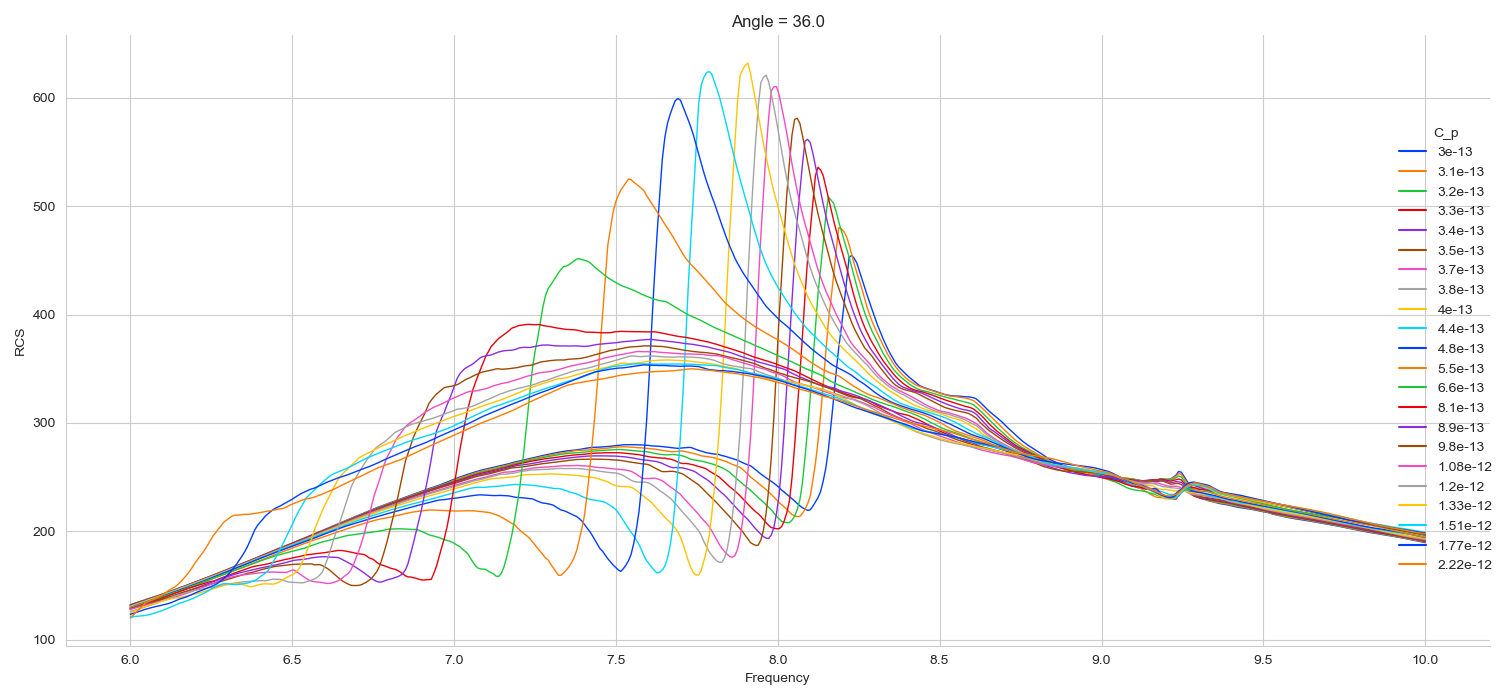 Angle = 36.0
RCS
600
500
400
300
200
100
6.0
6.5
7.0
7.5
8.0
8.5
9.0
9.5
10.0
Frequency
C_p
3e-13
3.1e-13
3.2e-13
3.3e-13
3.4e-13
3.5e-13
3.7e-13
3.8e-13
4e-13
4.4e-13
4.8e-13
5.5e-13
6.6e-13
8.1e-13
8.9e-13
9.8e-13
1.08e-12
1.2e-12
1.33e-12
1.51e-12
1.77e-12
2.22e-12